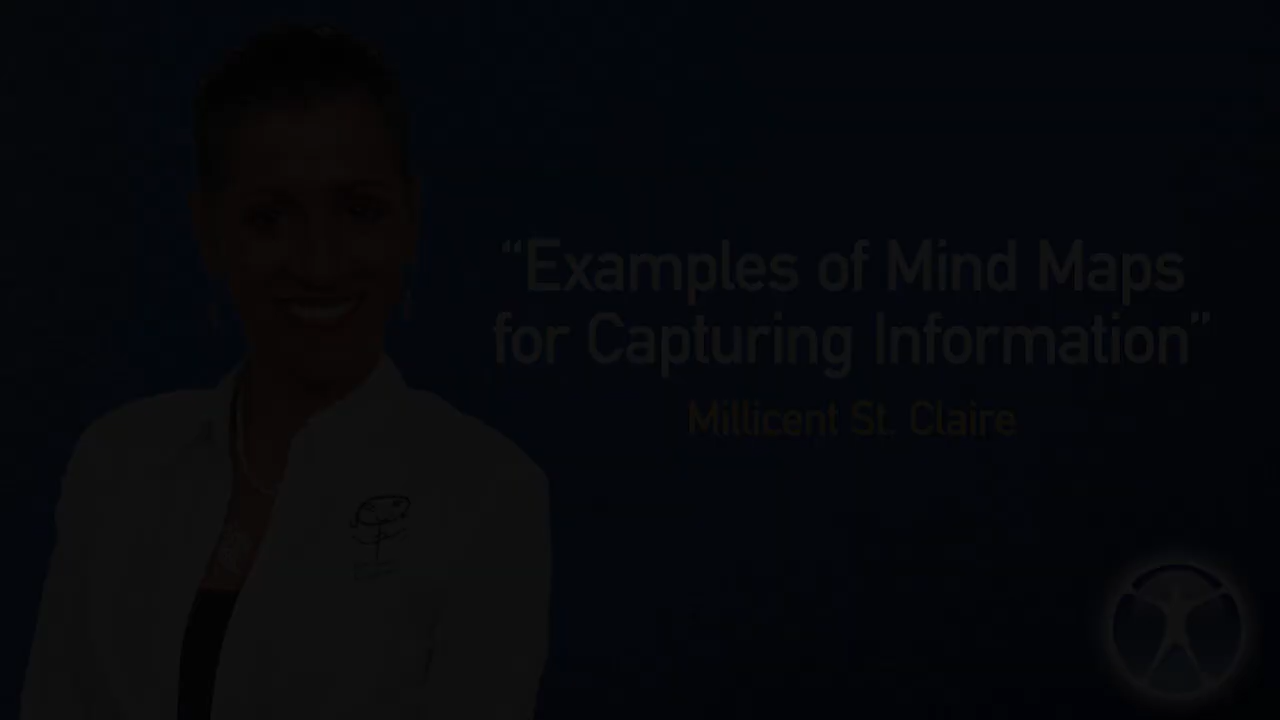 “Examples of Mind Maps
for Capturing Information”
Millicent St. Claire